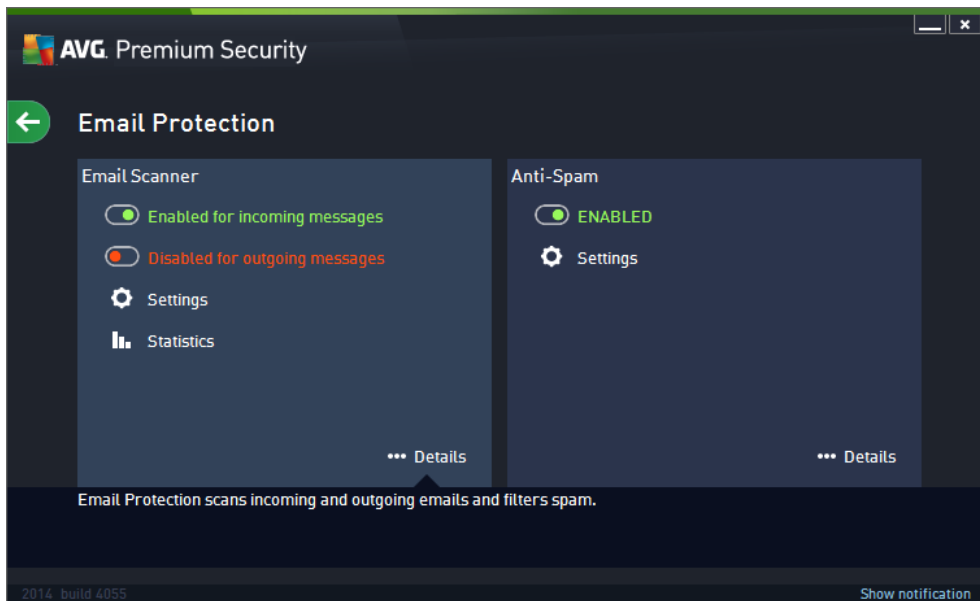 AVG. Premium Security
Email Protection
Email Scanner
Enabled for incoming messages
Disabled for outgoing messages
Settings
Statistics
Details
Anti-Spam
ENABLED
Settings
Details
Email Protection scans incoming and outgoing emails and filters spam.
2014 build 4055
Show notification